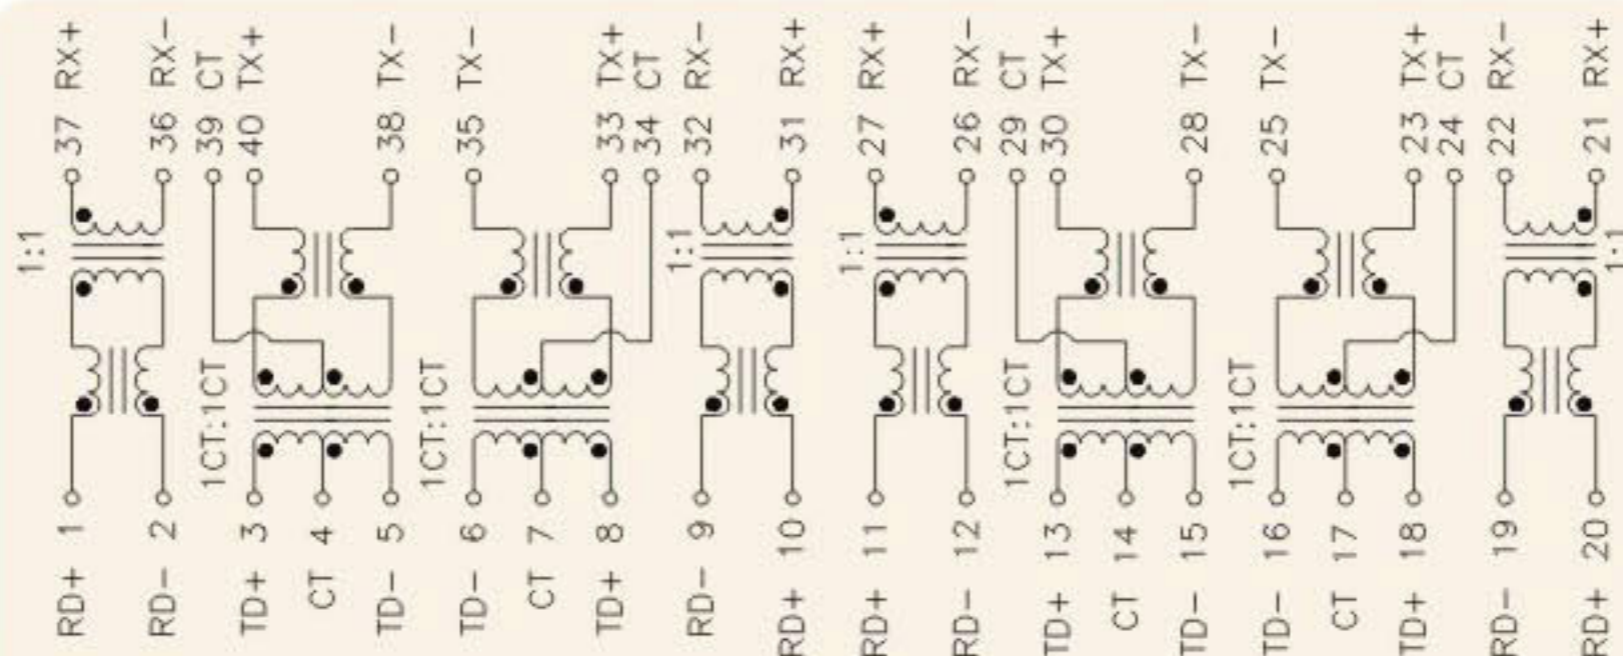 37 RX+
36 RX-
39 CT
40 TX+
38 TX-
35 TX-
33 TX+
34 CT
32 RX-
31 RX+
27 RX+
26 RX-
29 CT
30 TX+
28 TX-
25 TX-
23 TX+
24 CT
22 RX-
21 RX+
1:1
1:1
1:1
1:1
1CT:1CT
1CT:1CT
1CT:1CT
1CT:1CT
RD+ 1
RD- 2
TD+ 3
CT 4
TD- 5
TD- 6
CT 7
TD+ 8
RD- 9
RD+ 10
RD+ 11
RD- 12
TD+ 13
CT 14
TD- 15
TD- 16
CT 17
TD+ 18
RD- 19
RD+ 20